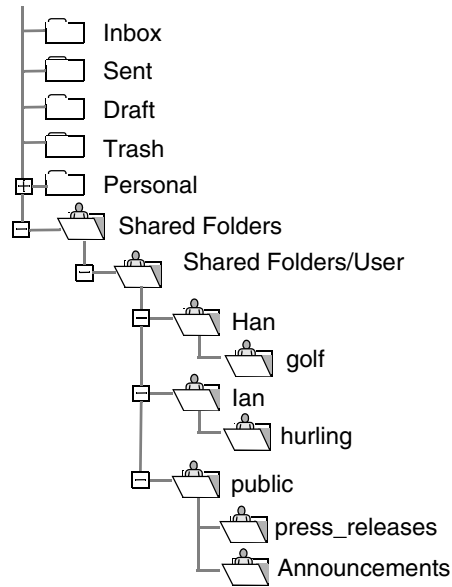 Inbox
Sent
Draft
Trash
Personal
Shared Folders
Shared Folders/User
Han
golf
Ian
hurling
public
press_releases
Announcements